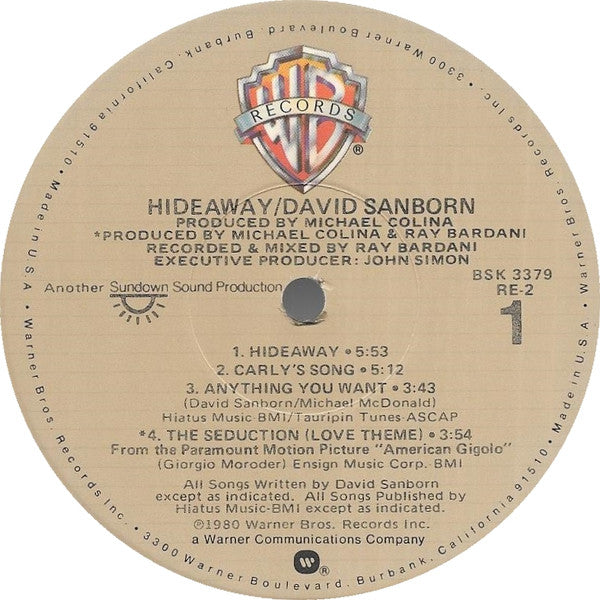 3300 Warner Boulevard, Burbank, California 91510 • Made in U.S.A. • Warner Bros. Records Inc. • 3300 Warner Boulevard, Burbank, California 91510 • Made in U.S.A. • Warner Bros. Records Inc. •
WB
RECORDS
®
HIDEAWAY/DAVID SANBORN
PRODUCED BY MICHAEL COLINA
*PRODUCED BY MICHAEL COLINA & RAY BARDANI
RECORDED & MIXED BY RAY BARDANI
EXECUTIVE PRODUCER: JOHN SIMON
BSK 3379
RE-2
Another Sundown Sound Production
1
1. HIDEAWAY • 5:53
2. CARLY'S SONG • 5:12
3. ANYTHING YOU WANT • 3:43
(David Sanborn/Michael McDonald)
Hiatus Music BMI/Tauripin Tunes-ASCAP
*4. THE SEDUCTION (LOVE THEME) • 3:54
From the Paramount Motion Picture "American Gigolo"
(Giorgio Moroder) Ensign Music Corp. BMI
All Songs Written by David Sanborn
except as indicated. All Songs Published by
Hiatus Music-BMI except as indicated.
℗1980 Warner Bros. Records Inc.
a Warner Communications Company
W ®